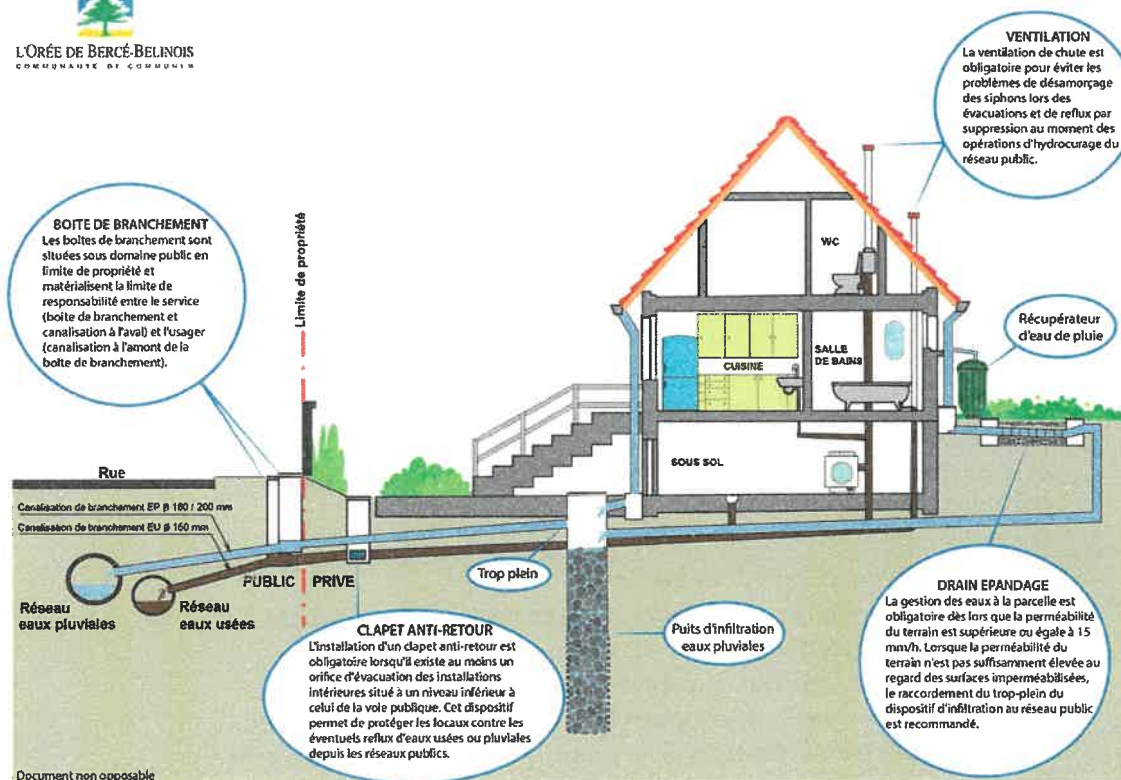 L'ORÉE DE BERCÉ-BELINOIS
COMMUNAUTÉ DE COMMUNES
VENTILATION
La ventilation de chute est
obligatoire pour éviter les
problèmes de désamorçage
des siphons lors des
évacuations et de reflux par
suppression au moment des
opérations d'hydrocurage du
réseau public.
BOITE DE BRANCHEMENT
Les boîtes de branchement sont
situées sous domaine public en
limite de propriété et
matérialisent la limite de
responsabilité entre le service
(boite de branchement et
canalisation à l'aval) et l'usager
(canalisation à l'amont de la
boîte de branchement).
Limite de propriété
WC
CUISINE
SALLE
DE BAINS
SOUS SOL
Récupérateur
d'eau de pluie
Rue
Canalisation de branchement EP ø 160 / 200 mm
Canalisation de branchement EU ø 160 mm
PUBLIC PRIVE
Réseau
eaux pluviales
Réseau
eaux usées
Trop plein
Puits d'infiltration
eaux pluviales
CLAPET ANTI-RETOUR
L'installation d'un clapet anti-retour est
obligatoire lorsqu'il existe au moins un
orifice d'évacuation des installations
intérieures situé à un niveau inférieur à
celui de la voie publique. Cet dispositif
permet de protéger les locaux contre les
éventuels reflux d'eaux usées ou pluviales
depuis les réseaux publics.
DRAIN EPANDAGE
La gestion des eaux à la parcelle est
obligatoire dès lors que la perméabilité
du terrain est supérieure ou égale à 15
mm/h. Lorsque la perméabilité du
terrain n'est pas suffisamment élevée au
regard des surfaces imperméabilisées,
le raccordement du trop-plein du
dispositif d'infiltration au réseau public
est recommandé.
Document non opposable